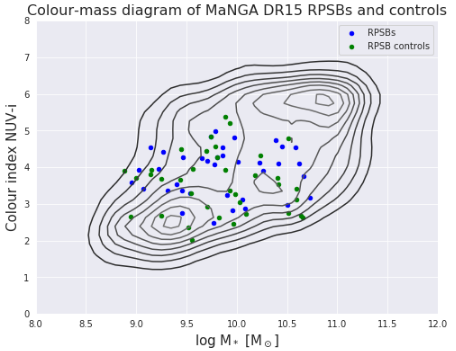 Colour-mass diagram of MaNGA DR15 RPSBs and controls
RPSBs
RPSB controls
Colour index NUV-i
8
7
6
5
4
3
2
1
0
8.0 8.5 9.0 9.5 10.0 10.5 11.0 11.5 12.0
log M* [M⊙]